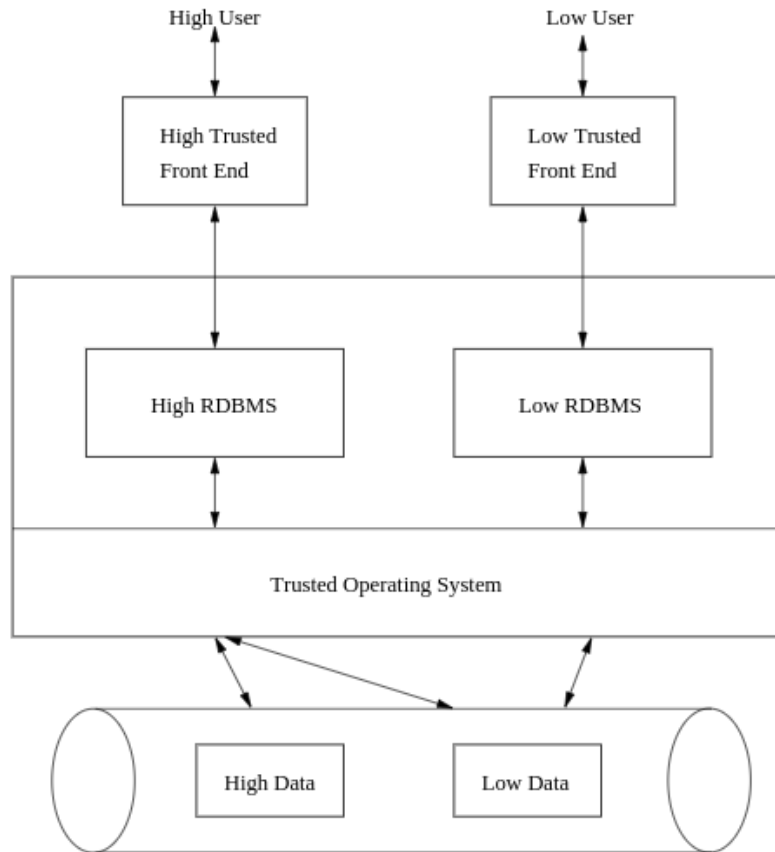 High User
Low User
High Trusted
Front End
Low Trusted
Front End
High RDBMS
Low RDBMS
Trusted Operating System
High Data
Low Data